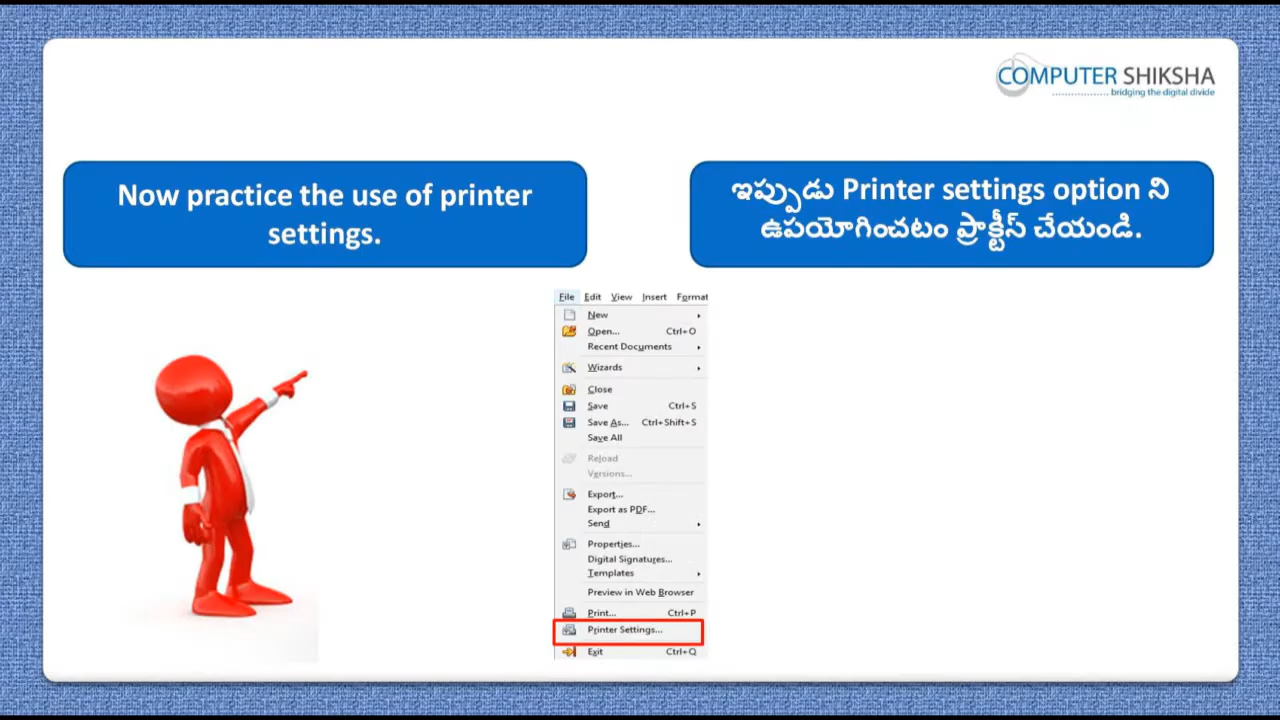 COMPUTER SHIKSHA
.................. bridging the digital divide
Now practice the use of printer
settings.
ఇప్పుడు Printer settings option ని
ఉపయోగించటం ప్రాక్టీస్ చేయండి.
File Edit View Insert Format
New
Open... Ctrl+O
Recent Documents
Wizards
Close
Save Ctrl+S
Save As... Ctrl+Shift+S
Save All
Reload
Versions...
Export...
Export as PDF...
Send
Properties...
Digital Signatures...
Templates
Preview in Web Browser
Print... Ctrl+P
Printer Settings...
Exit Ctrl+Q